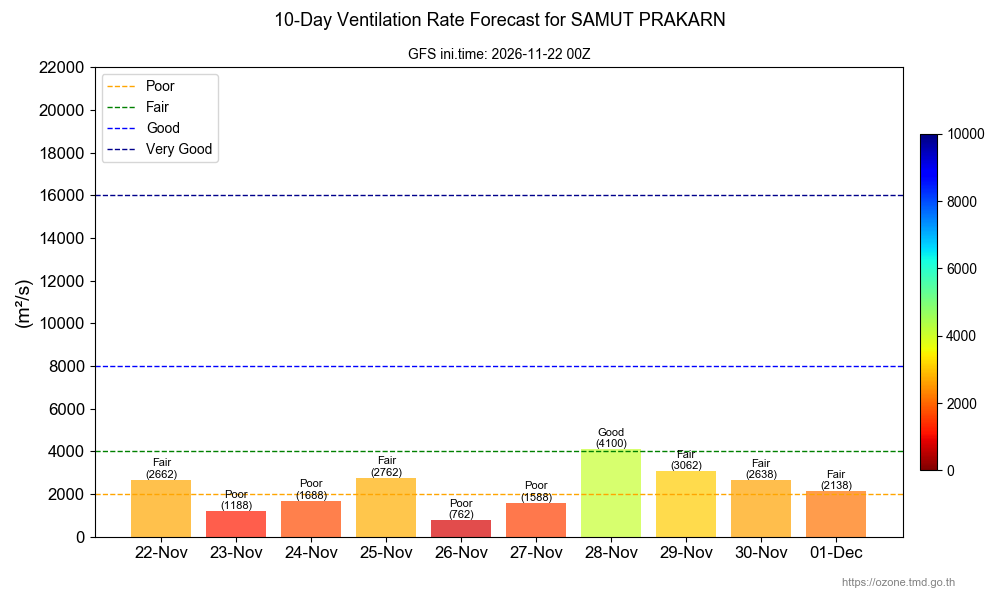 10-Day Ventilation Rate Forecast for SAMUT PRAKARN
GFS ini.time: 2026-11-22 00Z
(m²/s)
22000
20000
18000
16000
14000
12000
10000
8000
6000
4000
2000
0
Poor
Fair
Good
Very Good
Fair
(2662)
Poor
(1188)
Poor
(1688)
Fair
(2762)
Poor
(762)
Poor
(1588)
Good
(4100)
Fair
(3062)
Fair
(2638)
Fair
(2138)
22-Nov
23-Nov
24-Nov
25-Nov
26-Nov
27-Nov
28-Nov
29-Nov
30-Nov
01-Dec
10000
8000
6000
4000
2000
0
https://ozone.tmd.go.th